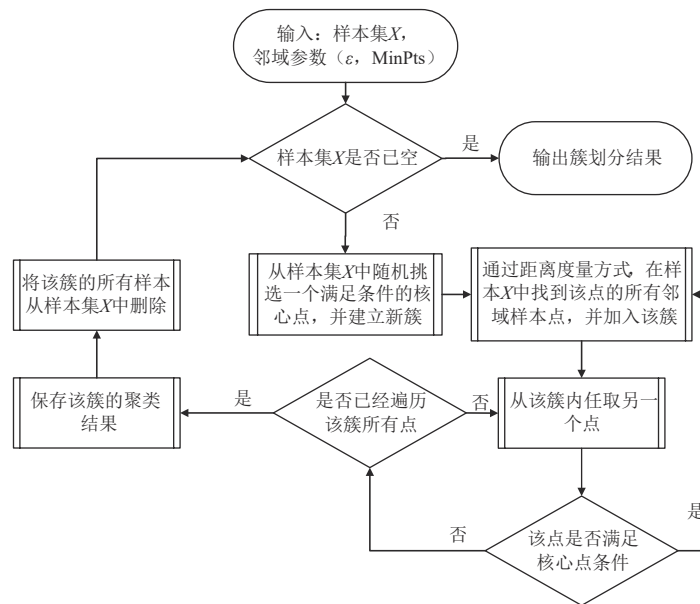 输入：样本集X，
邻域参数（ε，MinPts）
样本集X是否已空
是
输出簇划分结果
否
从样本集X中随机挑
选一个满足条件的核
心点，并建立新簇
通过距离度量方式，在样
本X中找到该点的所有邻
域样本点，并加入该簇
将该簇的所有样本
从样本集X中删除
保存该簇的聚类
结果
是
是否已经遍历
该簇所有点
否
从该簇内任取另一
个点
否
该点是否满足
核心点条件
是